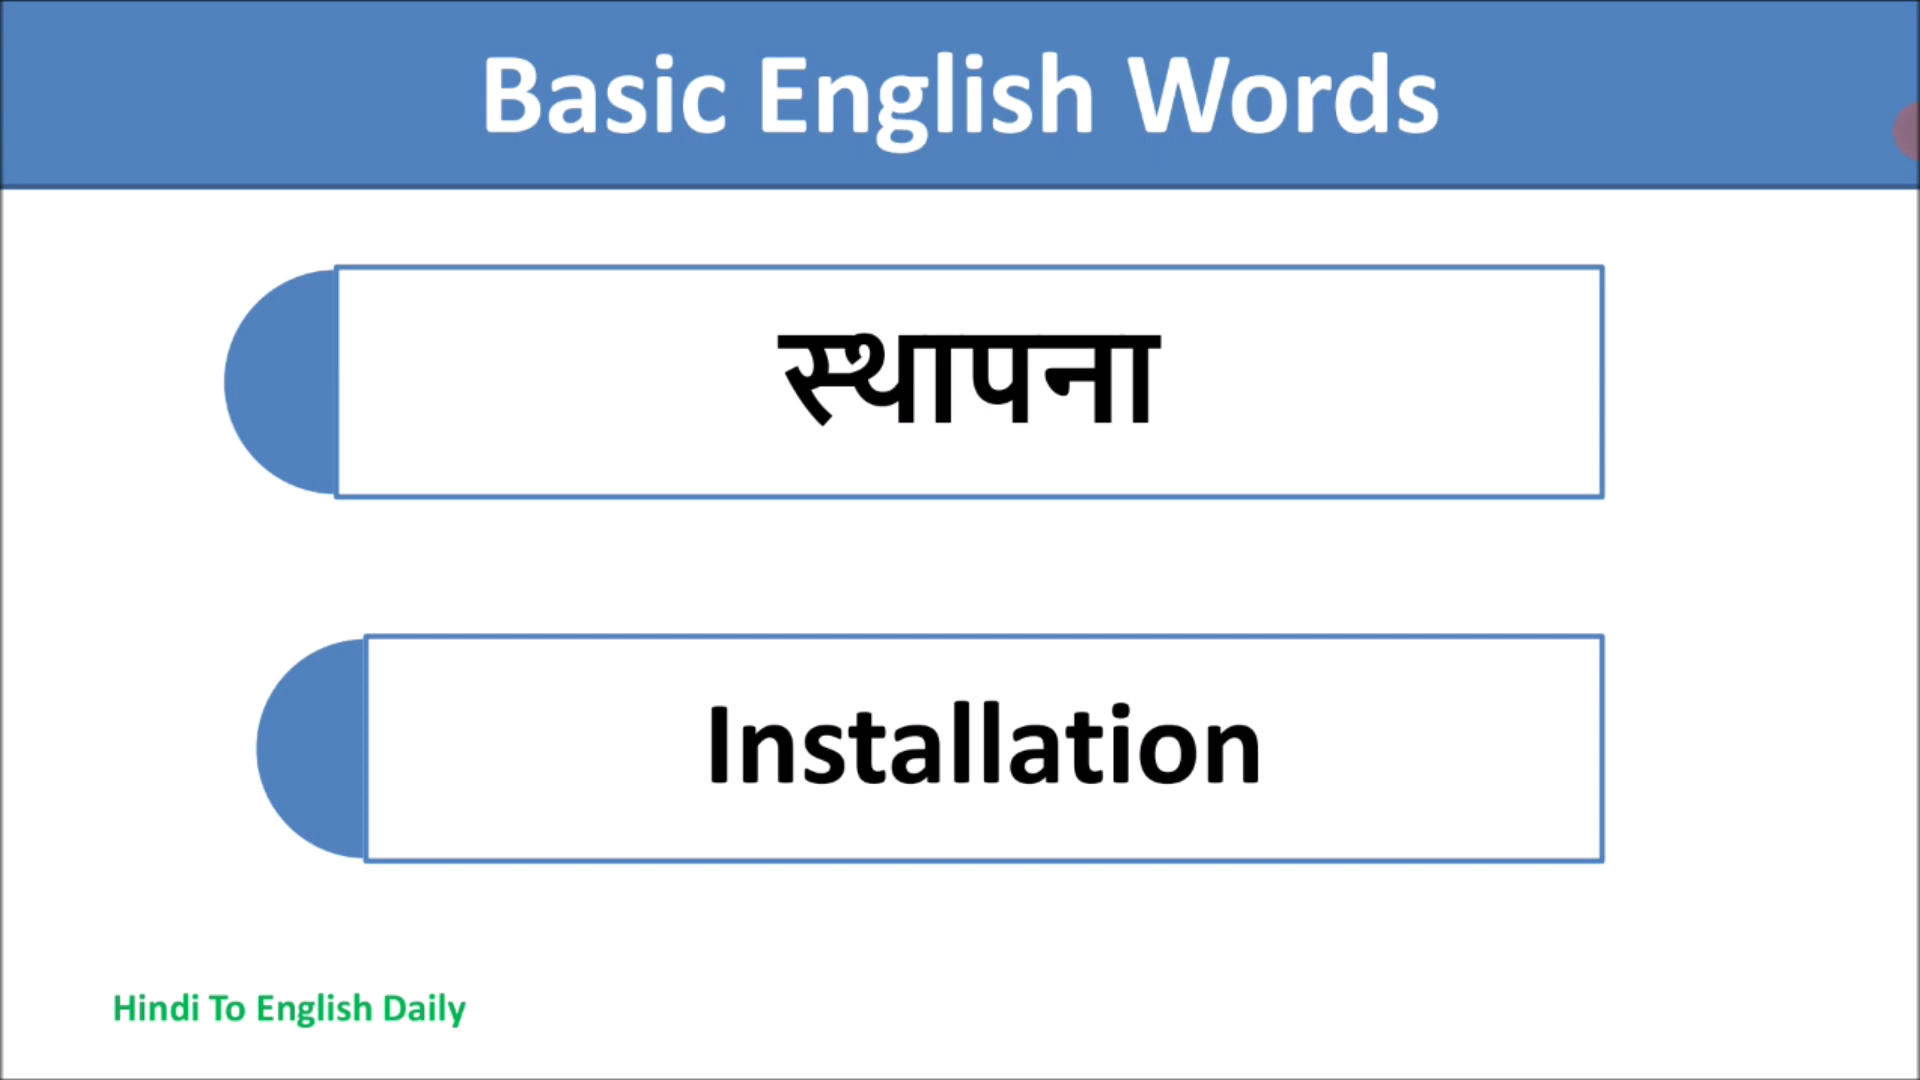 Basic English Words
स्थापना
Installation
Hindi To English Daily